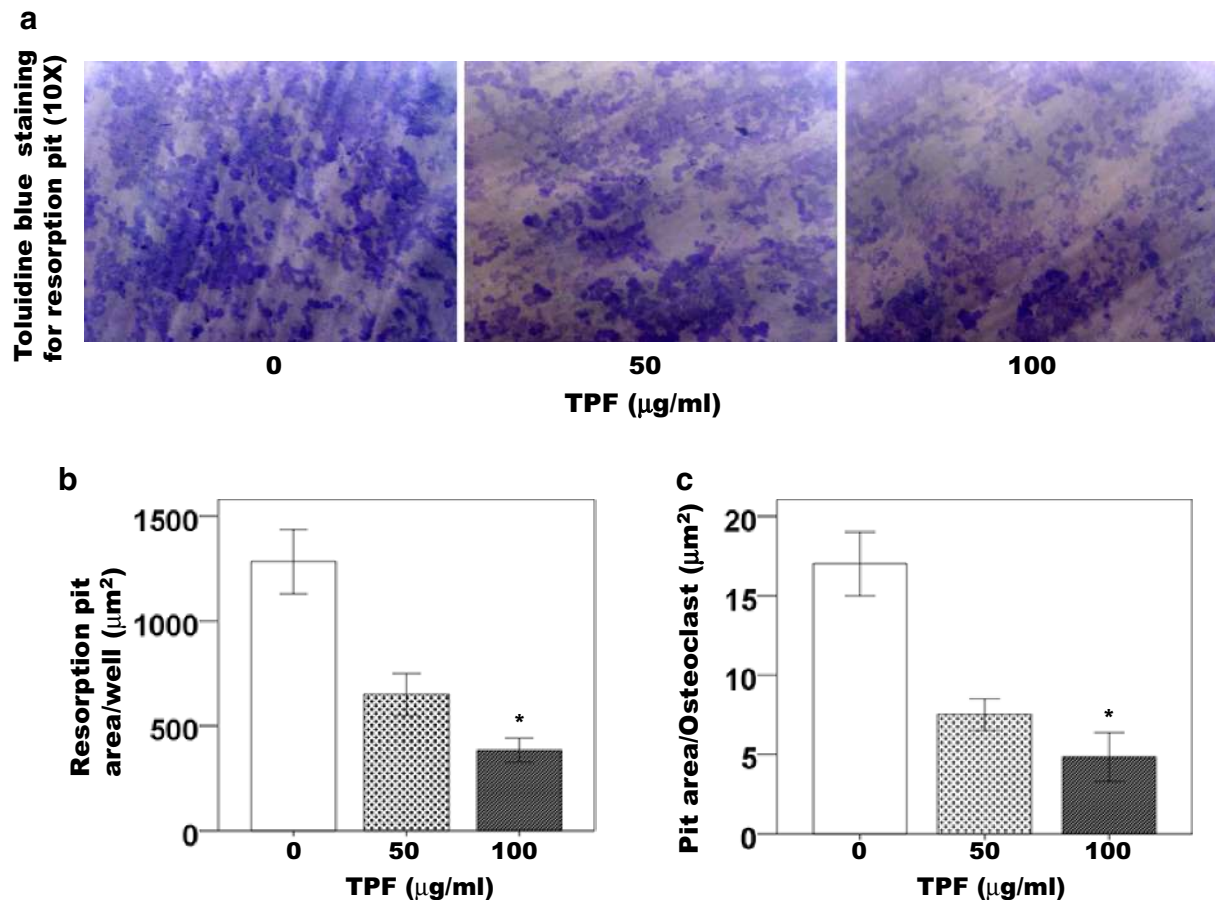 a
Toluidine blue staining
for resorption pit (10X)
0 50 100
TPF (μg/ml)
b
Resorption pit
area/well (μm²)
1500
1000
500
0
*
0 50 100
TPF (μg/ml)
c
Pit area/Osteoclast (μm²)
20
15
10
5
0
*
0 50 100
TPF (μg/ml)